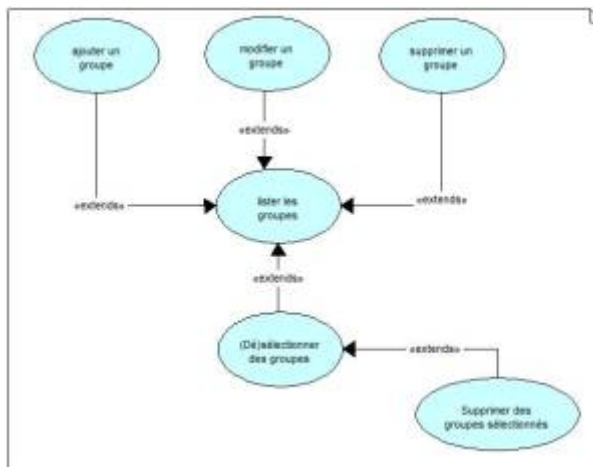 ajouter un
groupe
modifier un
groupe
supprimer un
groupe
«extends»
«extends»
«extends»
lister les
groupes
«extends»
(Dé)sélectionner
des groupes
«extends»
Supprimer des
groupes sélectionnés